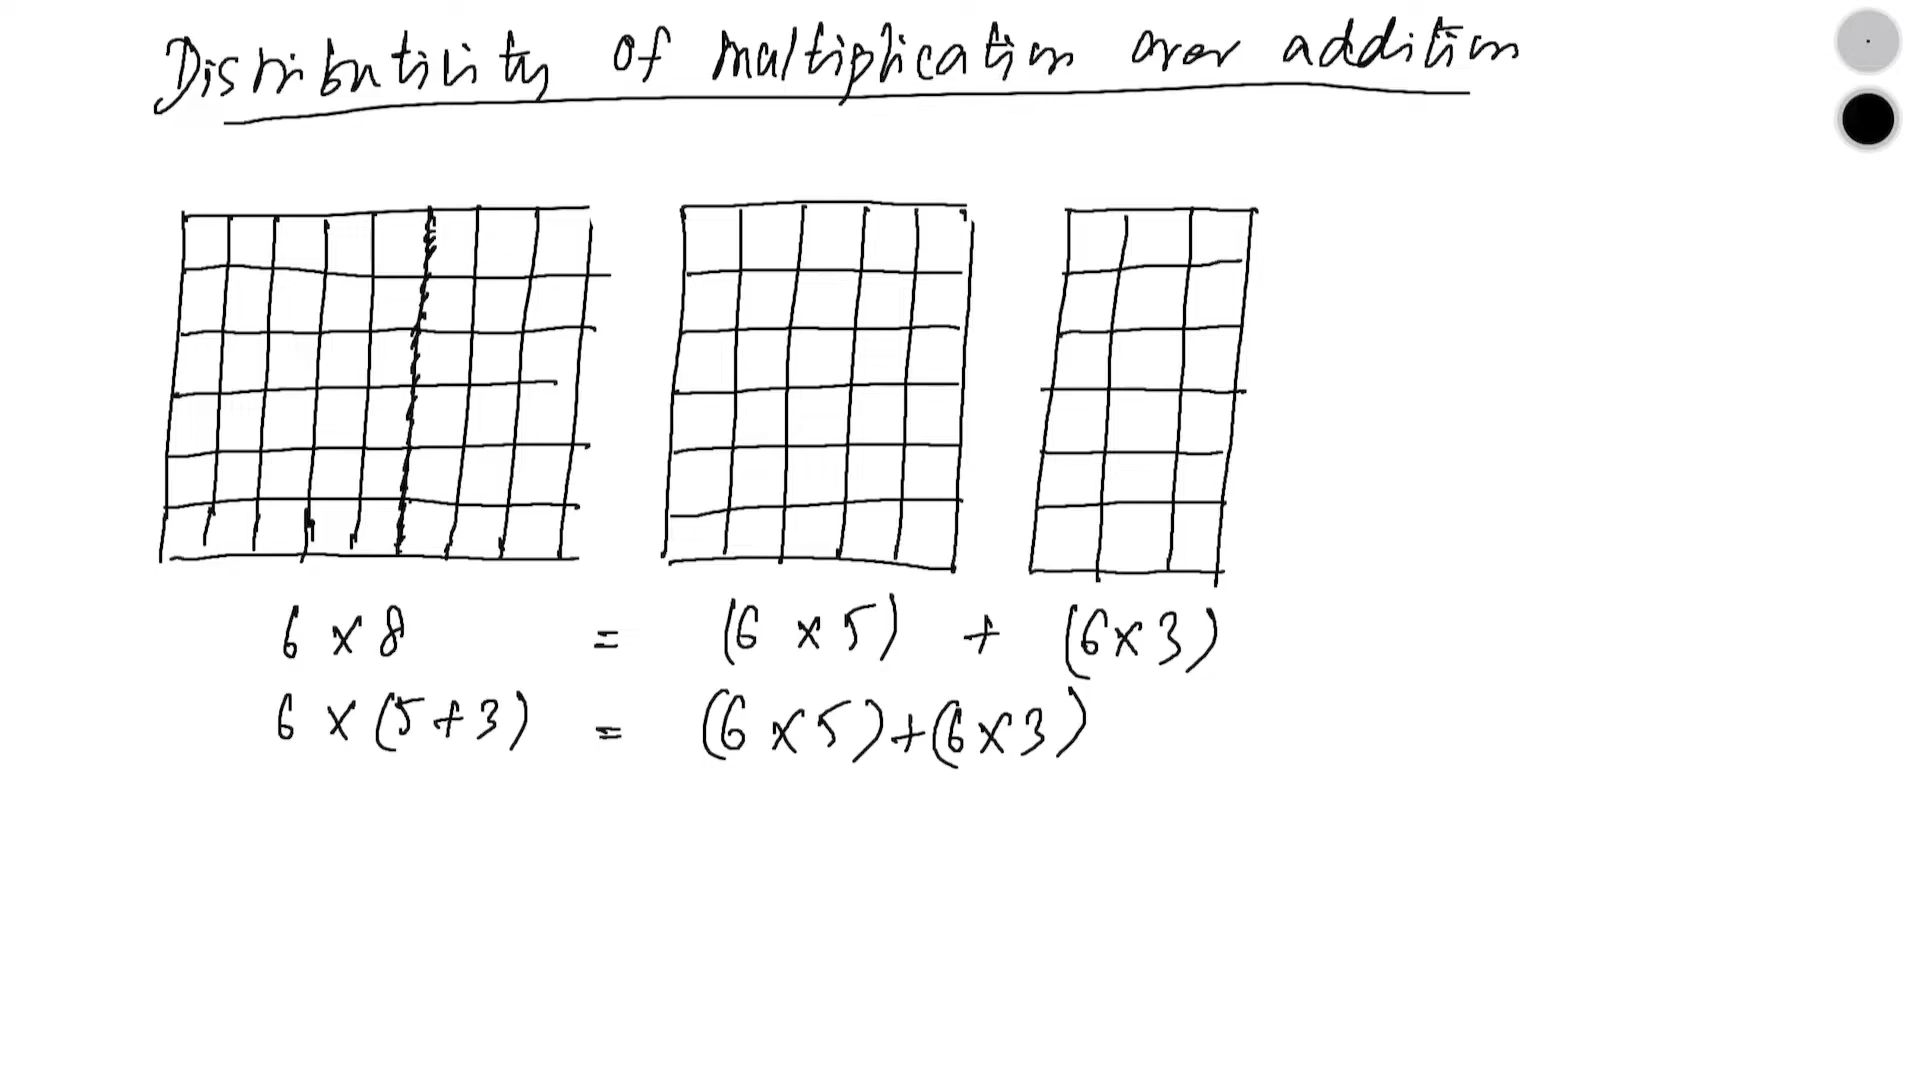 Distributivity of multiplication over addition
6 x 8 = (6 x 5) + (6 x 3)
6 x (5+3) = (6 x 5)+(6 x 3)